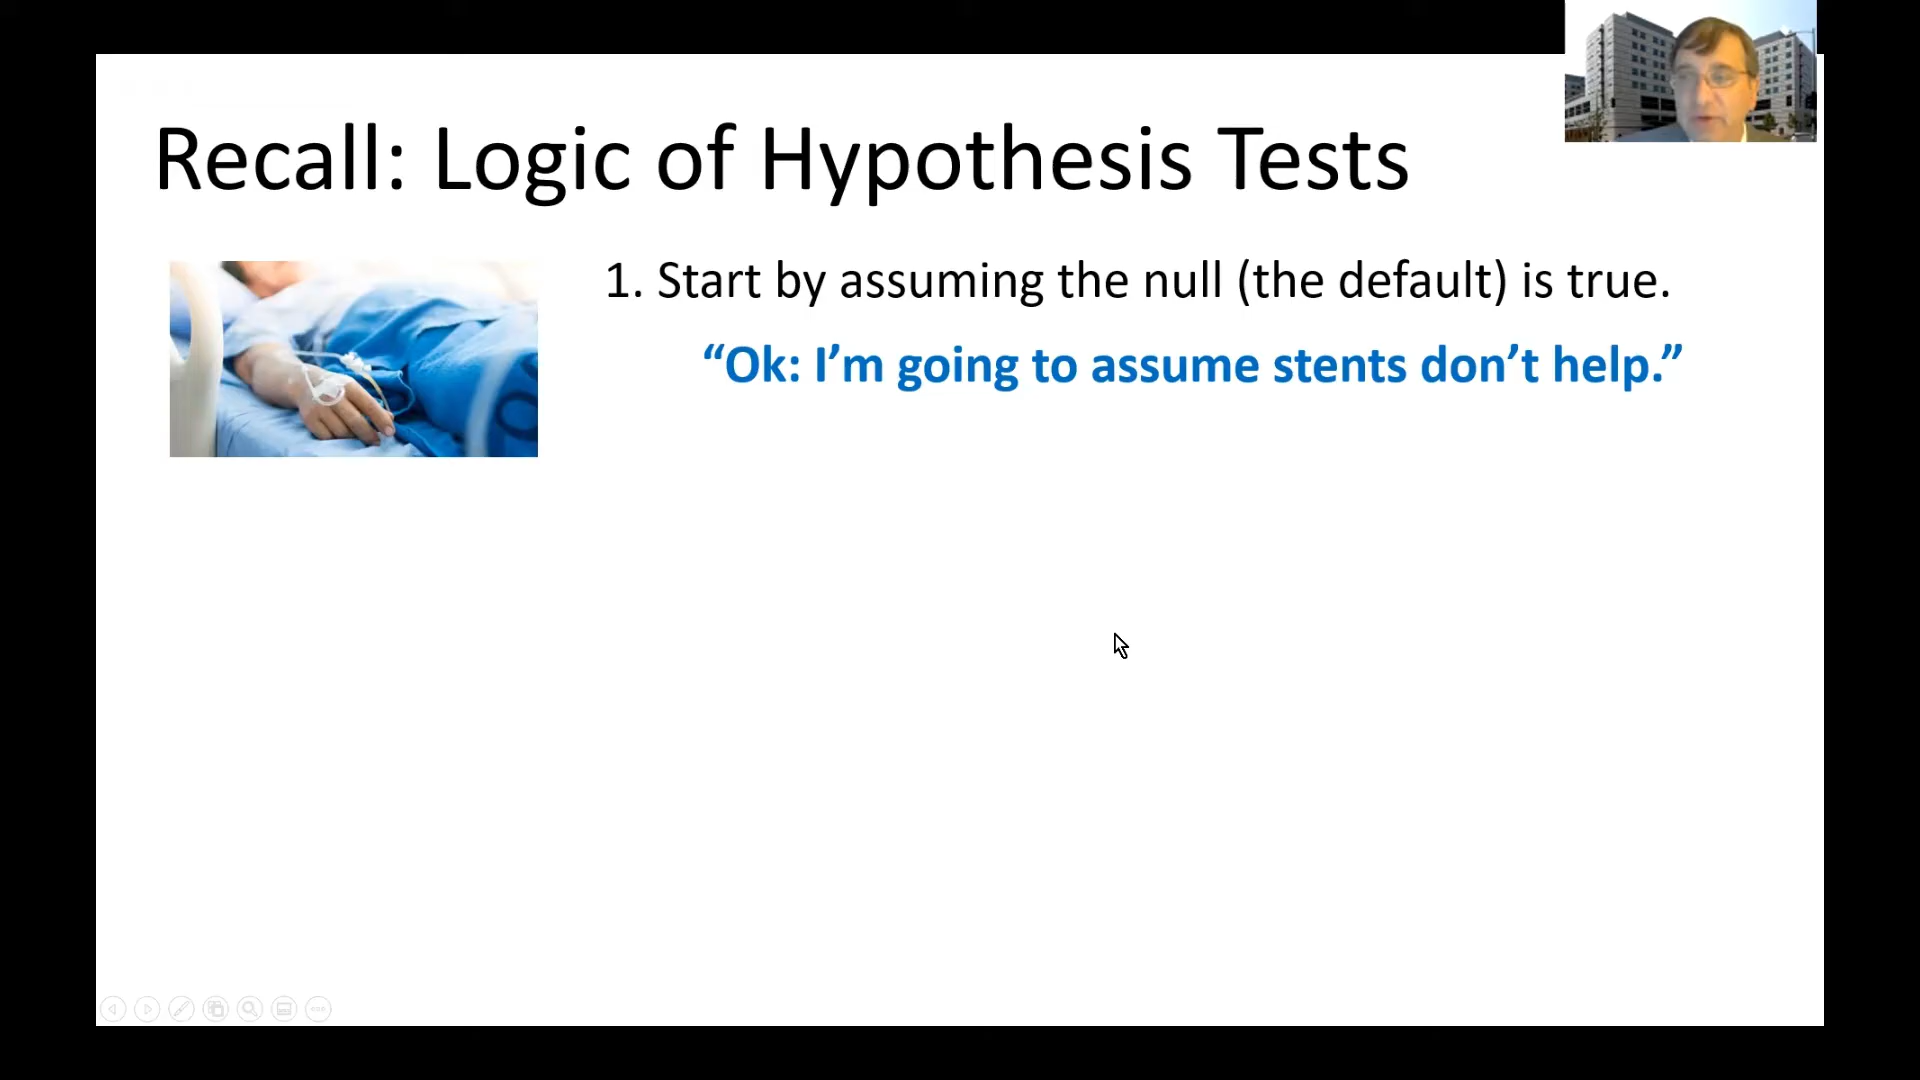 Recall: Logic of Hypothesis Tests
1. Start by assuming the null (the default) is true.
“Ok: I’m going to assume stents don’t help.”